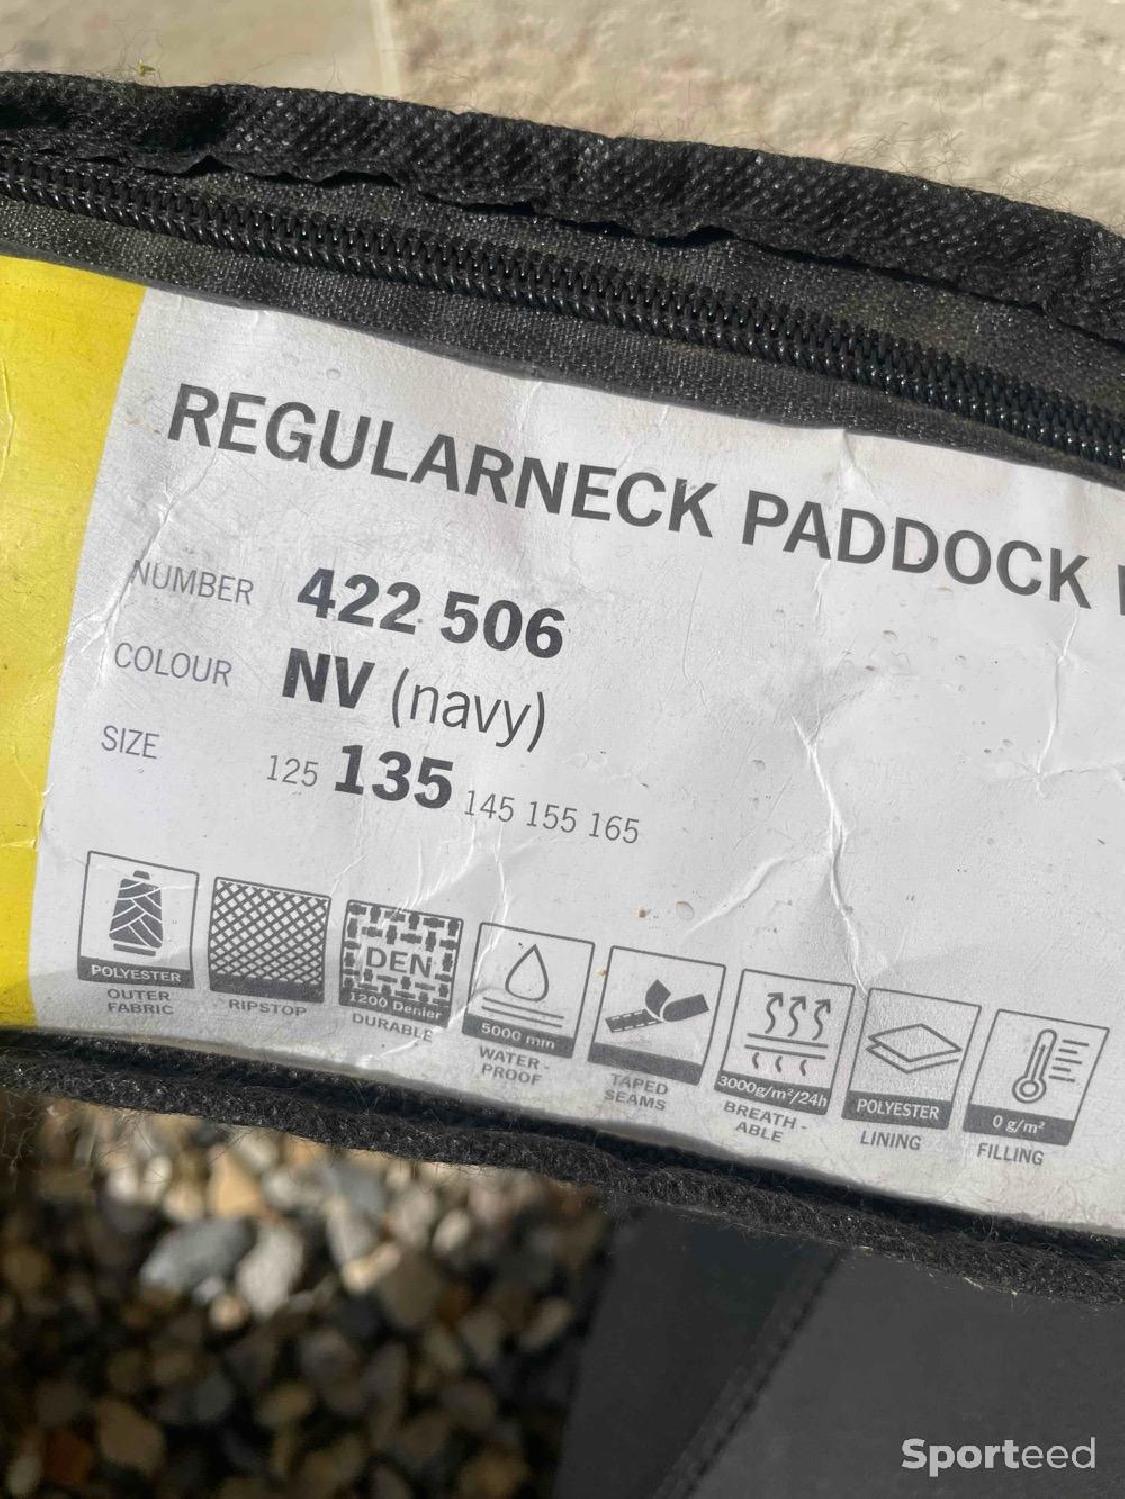 REGULARNECK PADDOCK
NUMBER 422 506
COLOUR NV (navy)
SIZE 125 135 145 155 165
POLYESTER
OUTER
FABRIC
RIPSTOP
DEN
1200 Denier
DURABLE
5000 mm
WATER-
PROOF
TAPED
SEAMS
3000g/m²/24h
BREATH-
ABLE
POLYESTER
LINING
0 g/m²
FILLING
Sporteed